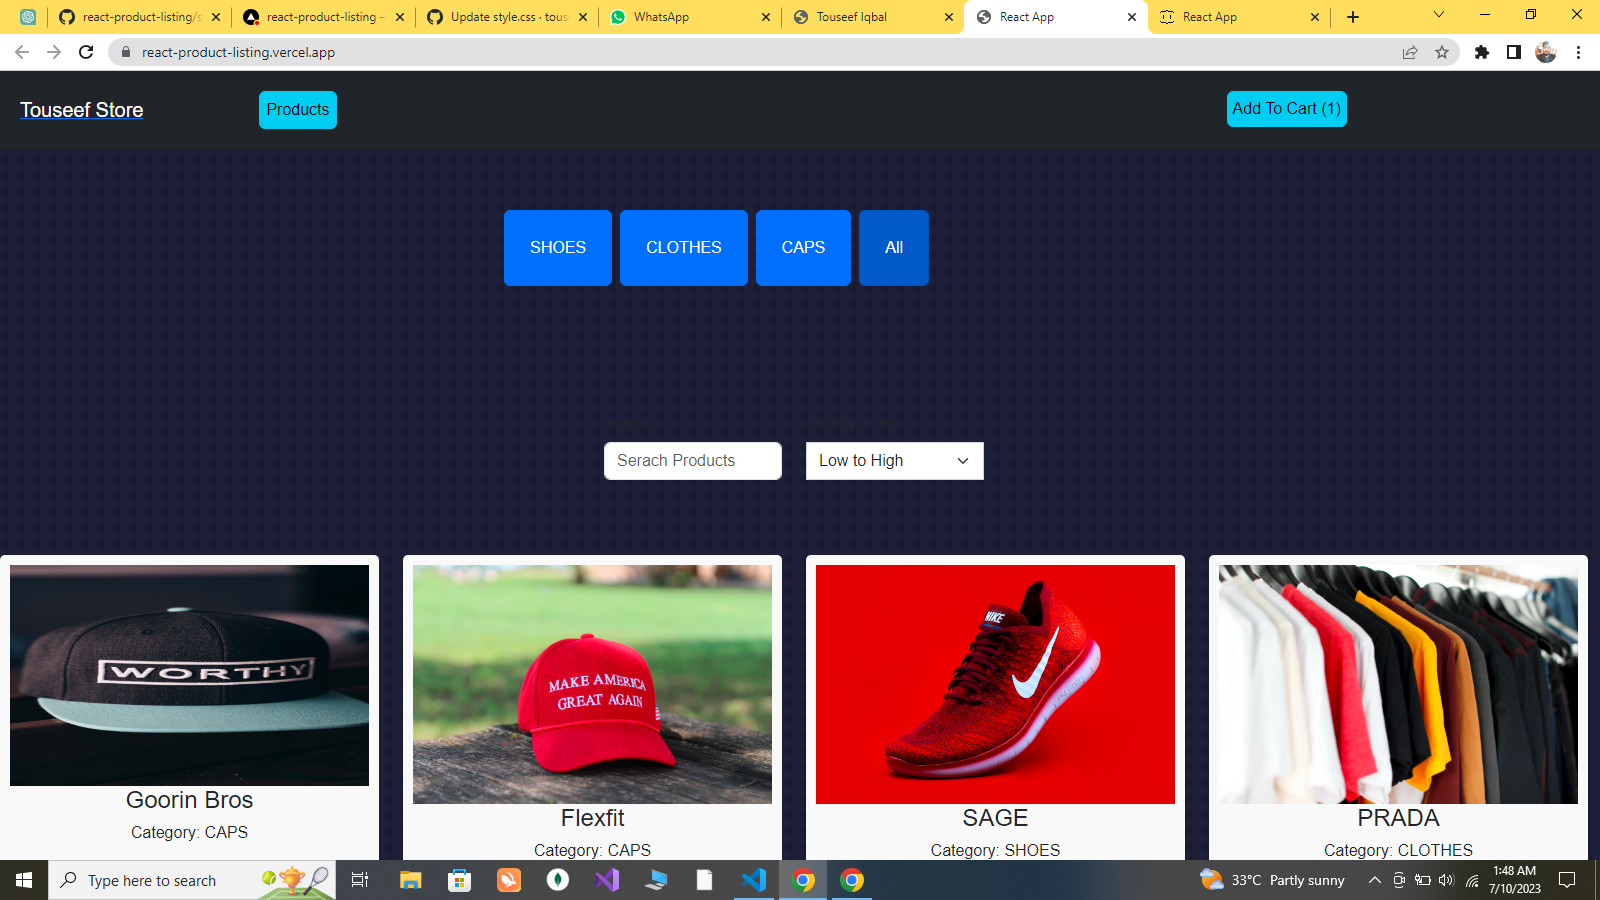 react-product-listing/s
react-product-listing –
Update style.css · touse
WhatsApp
Touseef Iqbal
React App
React App
react-product-listing.vercel.app
Touseef Store
Products
Add To Cart (1)
SHOES
CLOTHES
CAPS
All
Serach Products
Low to High
WORTHY
MAKE AMERICA
GREAT AGAIN
NIKE
Goorin Bros
Category: CAPS
Flexfit
Category: CAPS
SAGE
Category: SHOES
PRADA
Category: CLOTHES
Type here to search
33°C Partly sunny
1:48 AM
7/10/2023